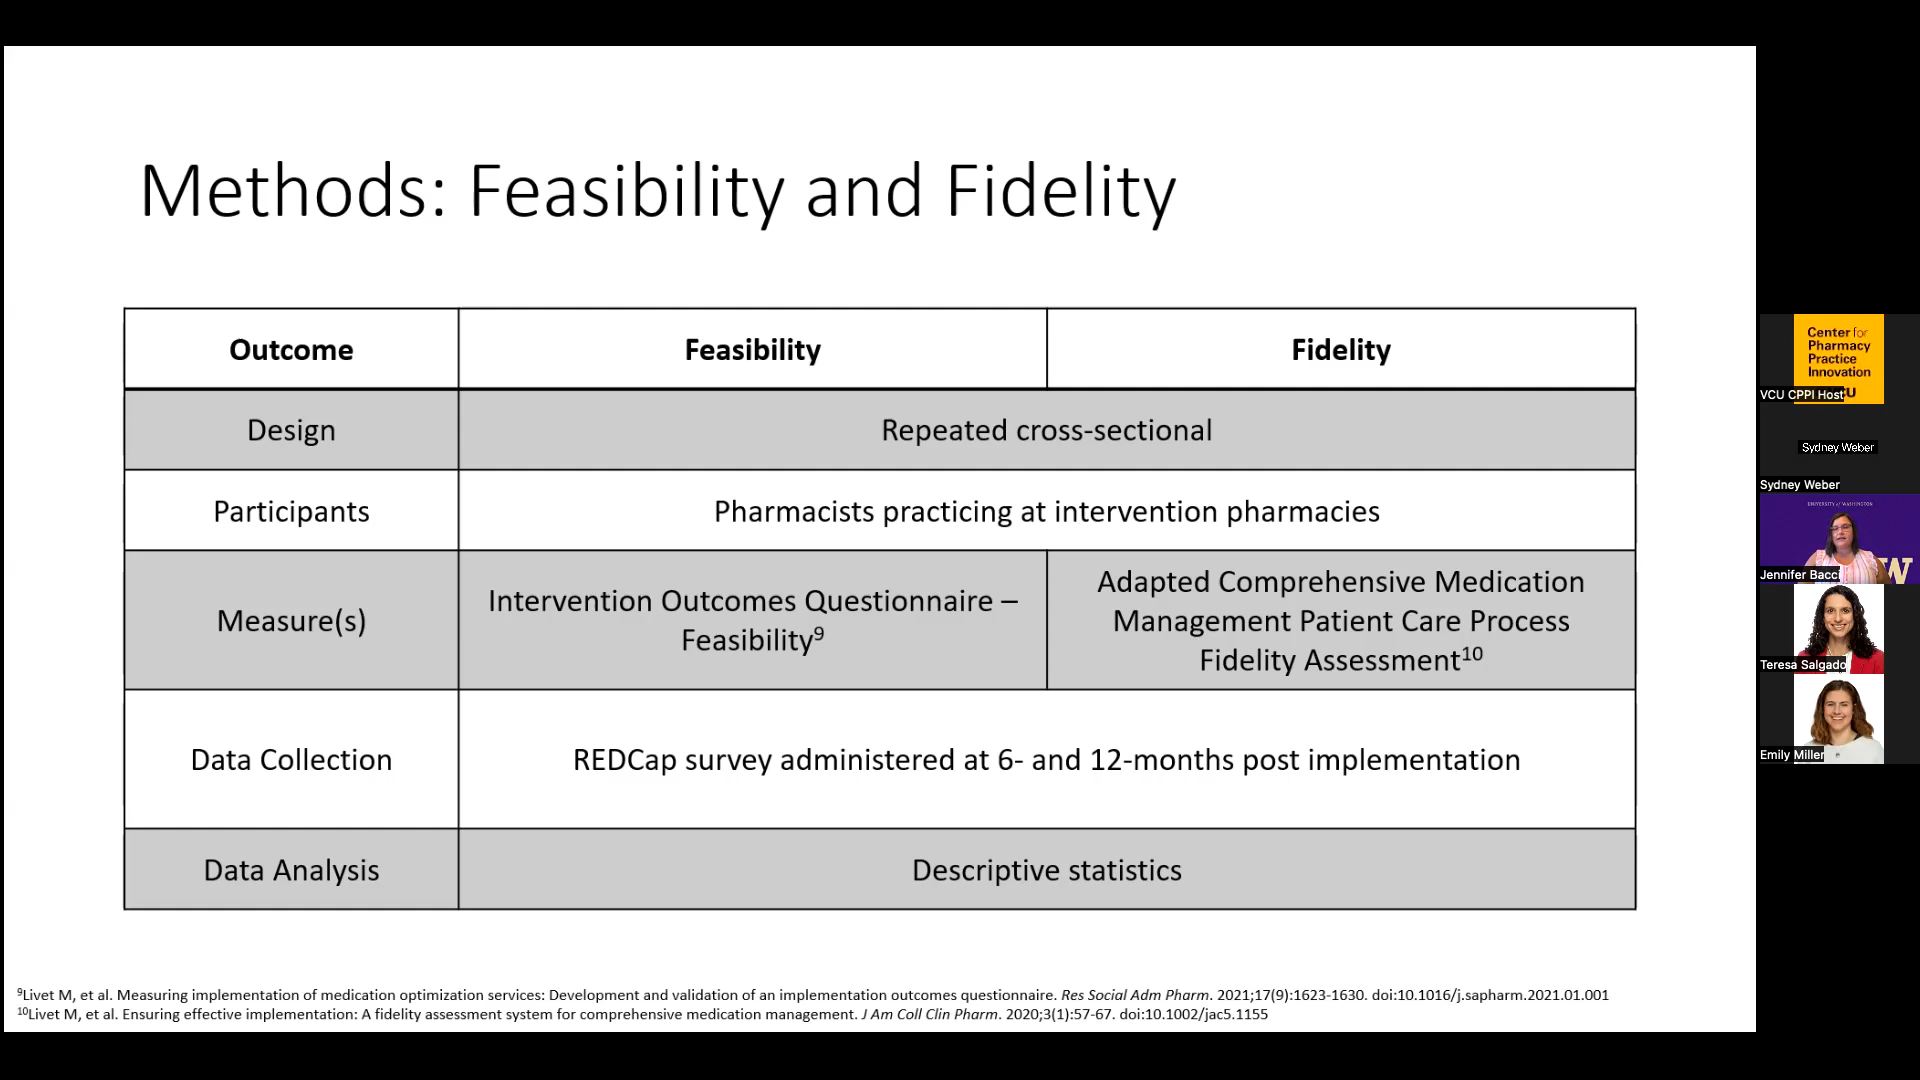 Methods: Feasibility and Fidelity
Outcome
Feasibility
Fidelity
Design
Repeated cross-sectional
Participants
Pharmacists practicing at intervention pharmacies
Measure(s)
Intervention Outcomes Questionnaire –
Feasibility⁹
Adapted Comprehensive Medication
Management Patient Care Process
Fidelity Assessment¹⁰
Data Collection
REDCap survey administered at 6- and 12-months post implementation
Data Analysis
Descriptive statistics
⁹Livet M, et al. Measuring implementation of medication optimization services: Development and validation of an implementation outcomes questionnaire. Res Social Adm Pharm. 2021;17(9):1623-1630. doi:10.1016/j.sapharm.2021.01.001
¹⁰Livet M, et al. Ensuring effective implementation: A fidelity assessment system for comprehensive medication management. J Am Coll Clin Pharm. 2020;3(1):57-67. doi:10.1002/jac5.1155
Center for
Pharmacy
Practice
Innovation
VCU CPPI Host
Sydney Weber
Sydney Weber
UNIVERSITY of WASHINGTON
W
Jennifer Bacci
Teresa Salgado
Emily Miller